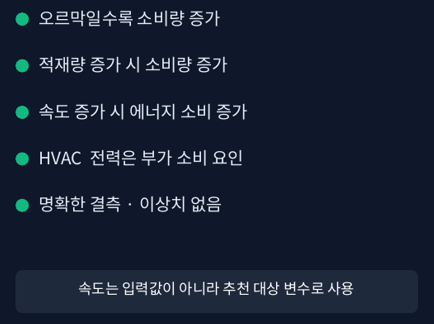 오르막일수록 소비량 증가
적재량 증가 시 소비량 증가
속도 증가 시 에너지 소비 증가
HVAC 전력은 부가 소비 요인
명확한 결측 · 이상치 없음
속도는 입력값이 아니라 추천 대상 변수로 사용